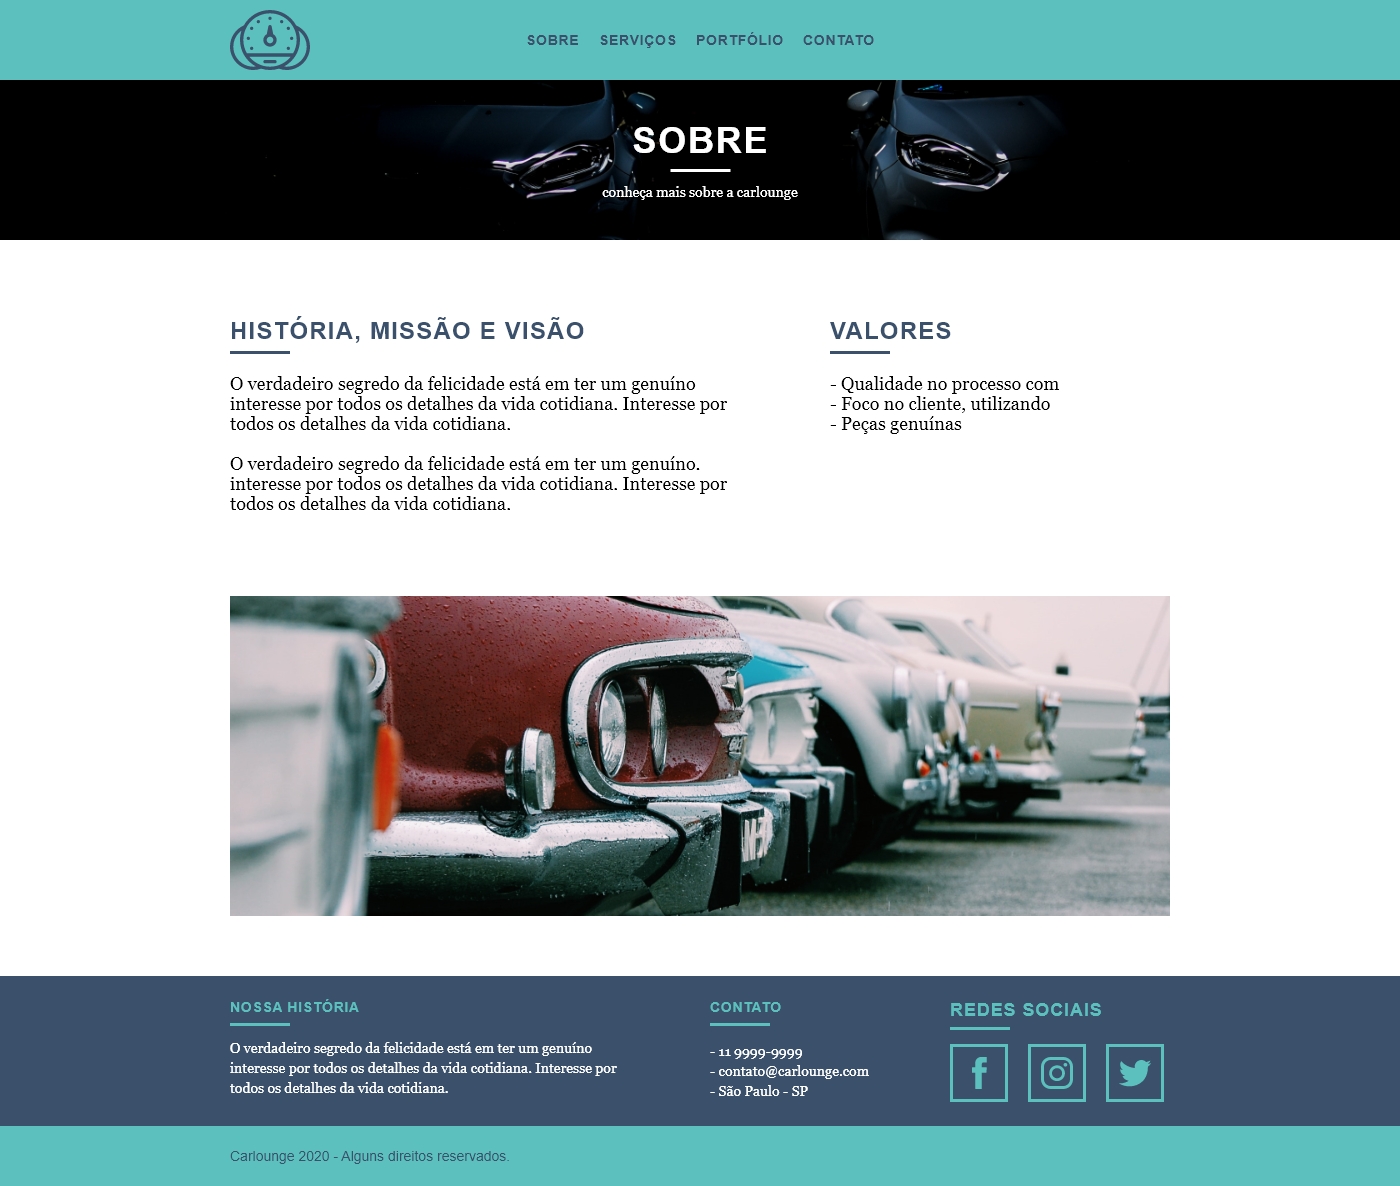 SOBRE SERVIÇOS PORTFÓLIO CONTATO
SOBRE
conheça mais sobre a carlounge
HISTÓRIA, MISSÃO E VISÃO
O verdadeiro segredo da felicidade está em ter um genuíno
interesse por todos os detalhes da vida cotidiana. Interesse por
todos os detalhes da vida cotidiana.
O verdadeiro segredo da felicidade está em ter um genuíno.
interesse por todos os detalhes da vida cotidiana. Interesse por
todos os detalhes da vida cotidiana.
VALORES
- Qualidade no processo com
- Foco no cliente, utilizando
- Peças genuínas
NOSSA HISTÓRIA
O verdadeiro segredo da felicidade está em ter um genuíno
interesse por todos os detalhes da vida cotidiana. Interesse por
todos os detalhes da vida cotidiana.
CONTATO
- 11 9999-9999
- contato@carlounge.com
- São Paulo - SP
REDES SOCIAIS
Carlounge 2020 - Alguns direitos reservados.